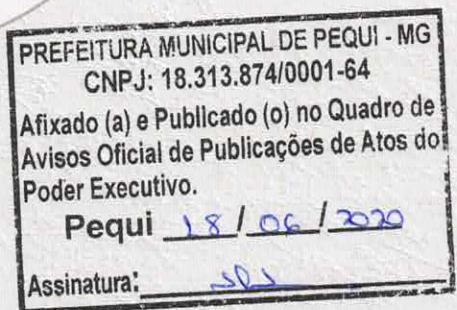 PREFEITURA MUNICIPAL DE PEQUI - MG
CNPJ: 18.313.874/0001-64
Afixado (a) e Publicado (o) no Quadro de
Avisos Oficial de Publicações de Atos do
Poder Executivo.
Pequi 18 / 06 / 2020
Assinatura: